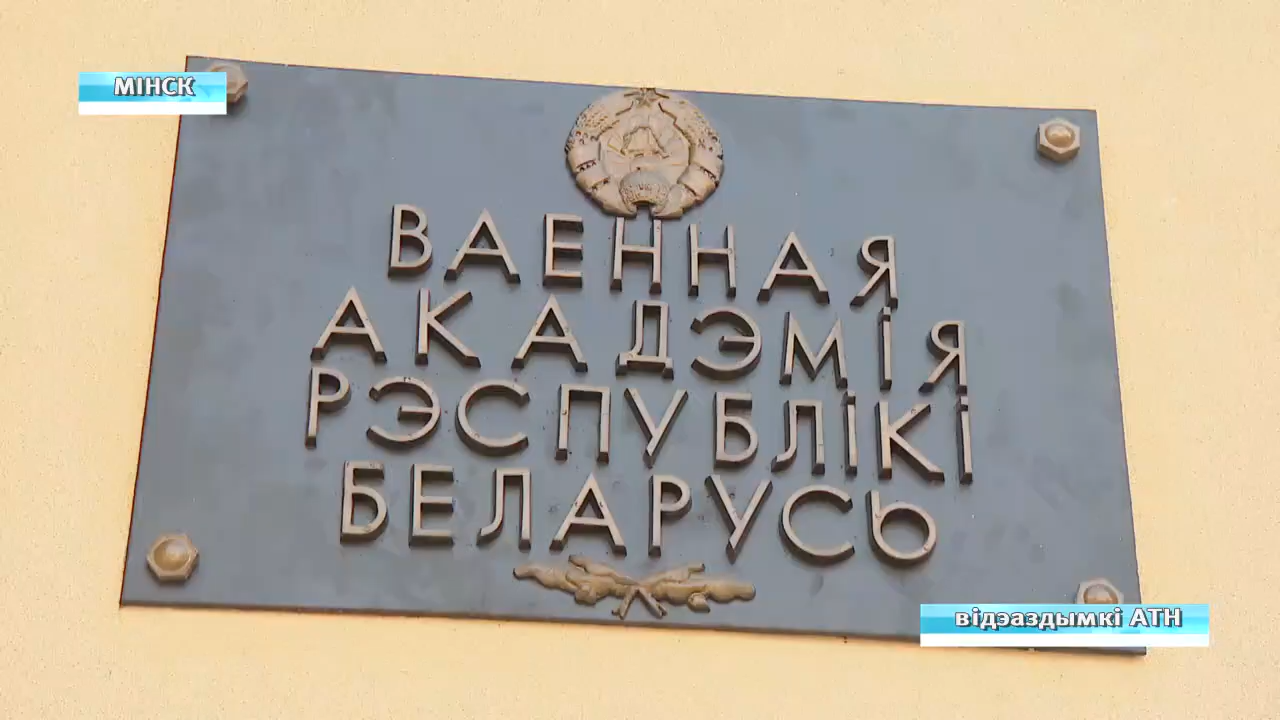 МІНСК
ВАЕННАЯ
АКАДЭМІЯ
РЭСПУБЛІКІ
БЕЛАРУСЬ
відэаздымкі АТН